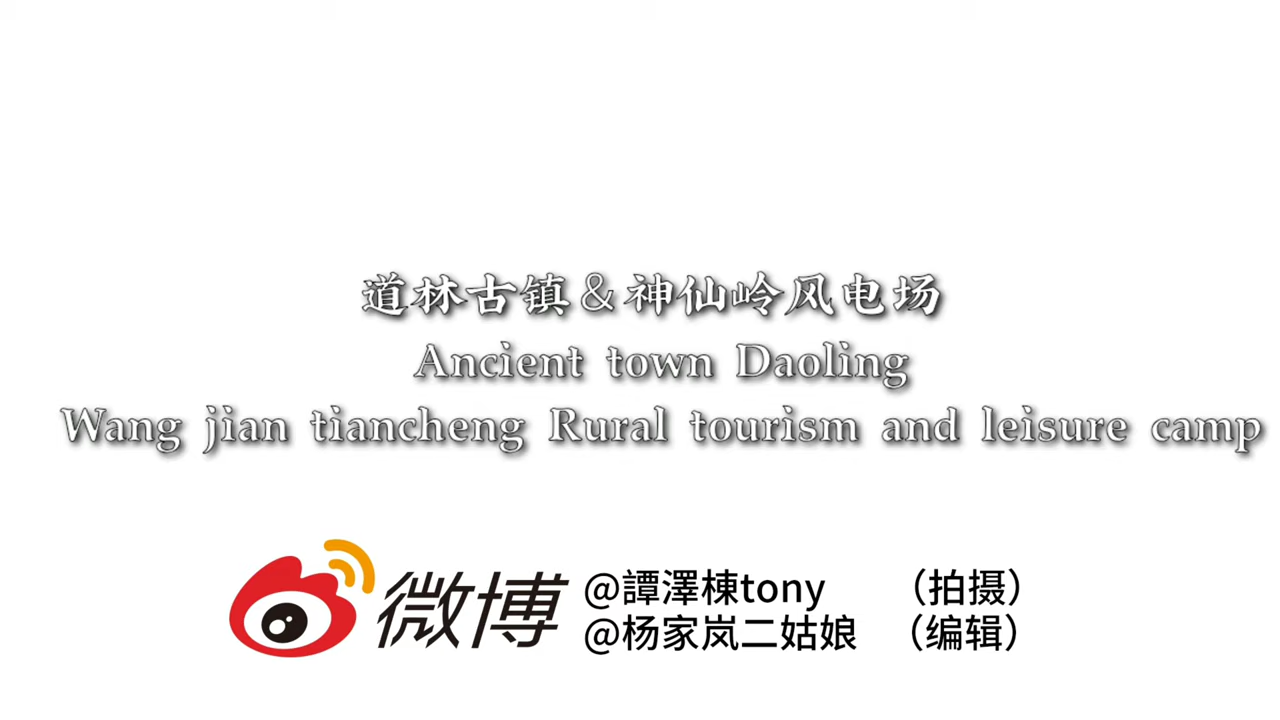 道林古镇&神仙岭风电场
Ancient town Daoling
Wang jian tiancheng Rural tourism and leisure camp
微博
@譚澤棟tony （拍摄）
@杨家岚二姑娘 （编辑）